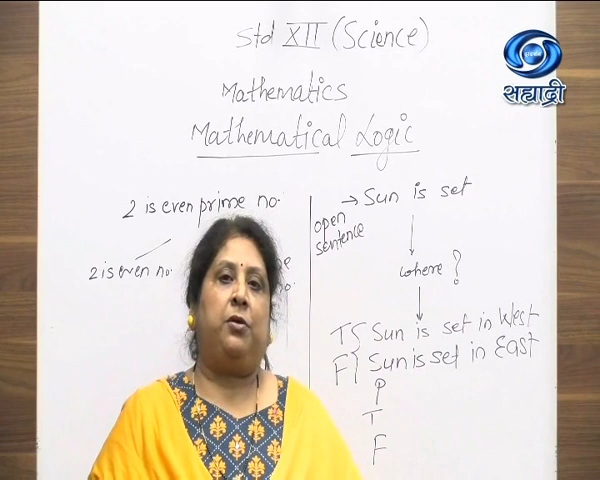 Std XII (Science)
सह्याद्री
Mathematics
Mathematical Logic
2 is even prime no.
2 is even no.
no.
→ Sun is set
open
sentence
where ?
T { Sun is set in West
F { Sun is set in East
P
T
F